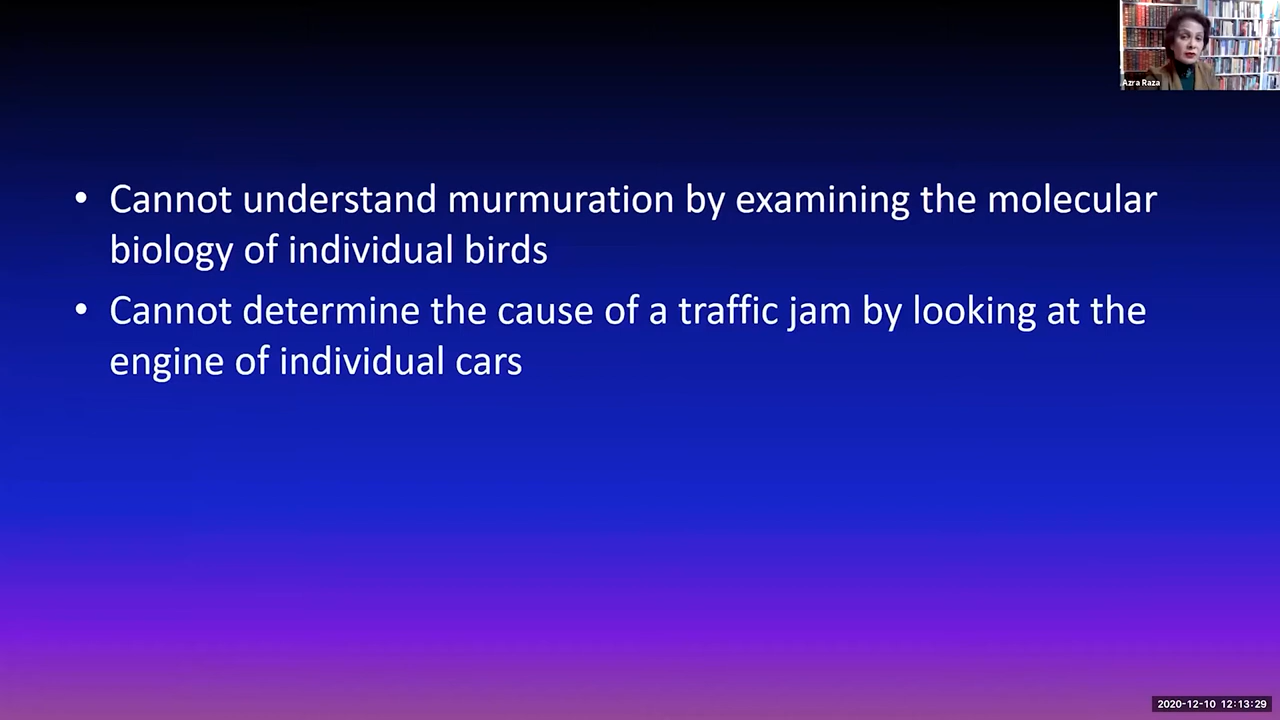 Azra Raza
• Cannot understand murmuration by examining the molecular
biology of individual birds
• Cannot determine the cause of a traffic jam by looking at the
engine of individual cars
2020-12-10 12:13:29